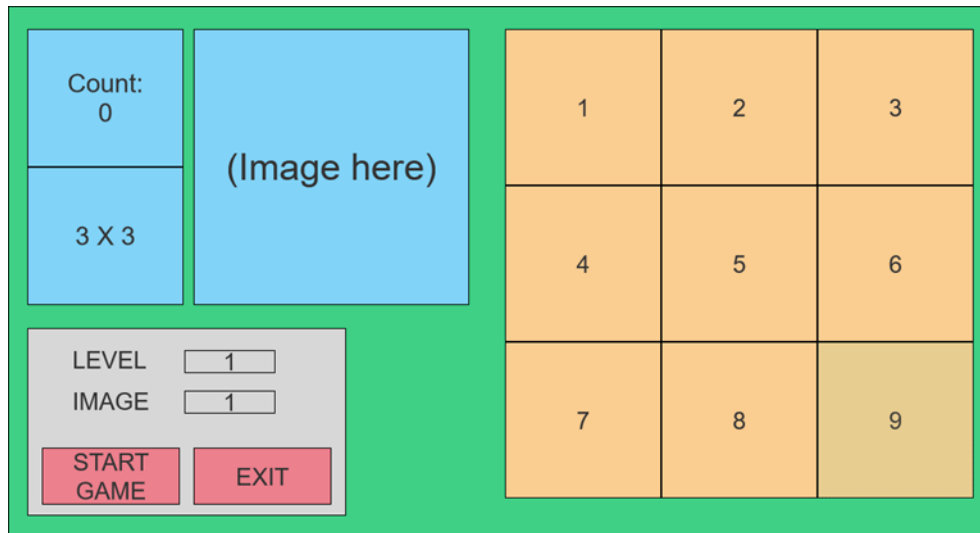 Count:
0
3 X 3
(Image here)
LEVEL 1
IMAGE 1
START
GAME
EXIT
1 2 3
4 5 6
7 8 9